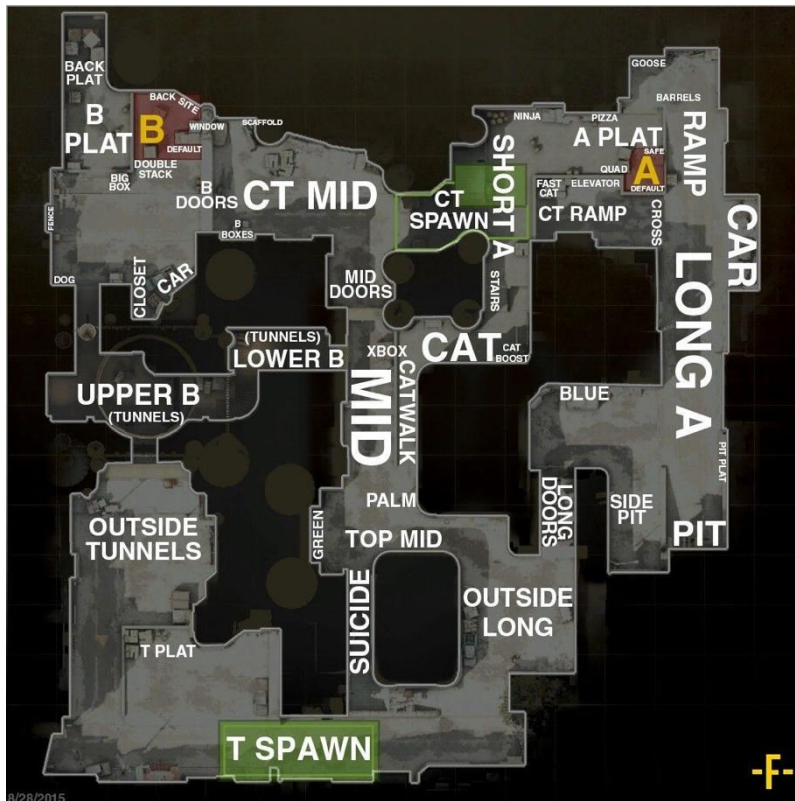 GOOSE
BACK
PLAT
BACK SITE
BARRELS
B
PLAT
B
WINDOW
SCAFFOLD
NINJA
PIZZA
A PLAT
RAMP
DEFAULT
SAFE
DOUBLE
STACK
SHORT A
QUAD
A
BIG
BOX
FAST
CAT
ELEVATOR
DEFAULT
B
DOORS
CT MID
CT
SPAWN
CT RAMP
CROSS
CAR
FENCE
B
BOXES
DOG
CLOSET
CAR
MID
DOORS
STAIRS
LONG A
(TUNNELS)
LOWER B
XBOX
CAT
CAT
BOOST
UPPER B
(TUNNELS)
MID
CATWALK
BLUE
PIT PLAT
PALM
LONG
DOORS
SIDE
PIT
PIT
OUTSIDE
TUNNELS
GREEN
TOP MID
SUICIDE
OUTSIDE
LONG
T PLAT
T SPAWN
-F-
8/28/2015